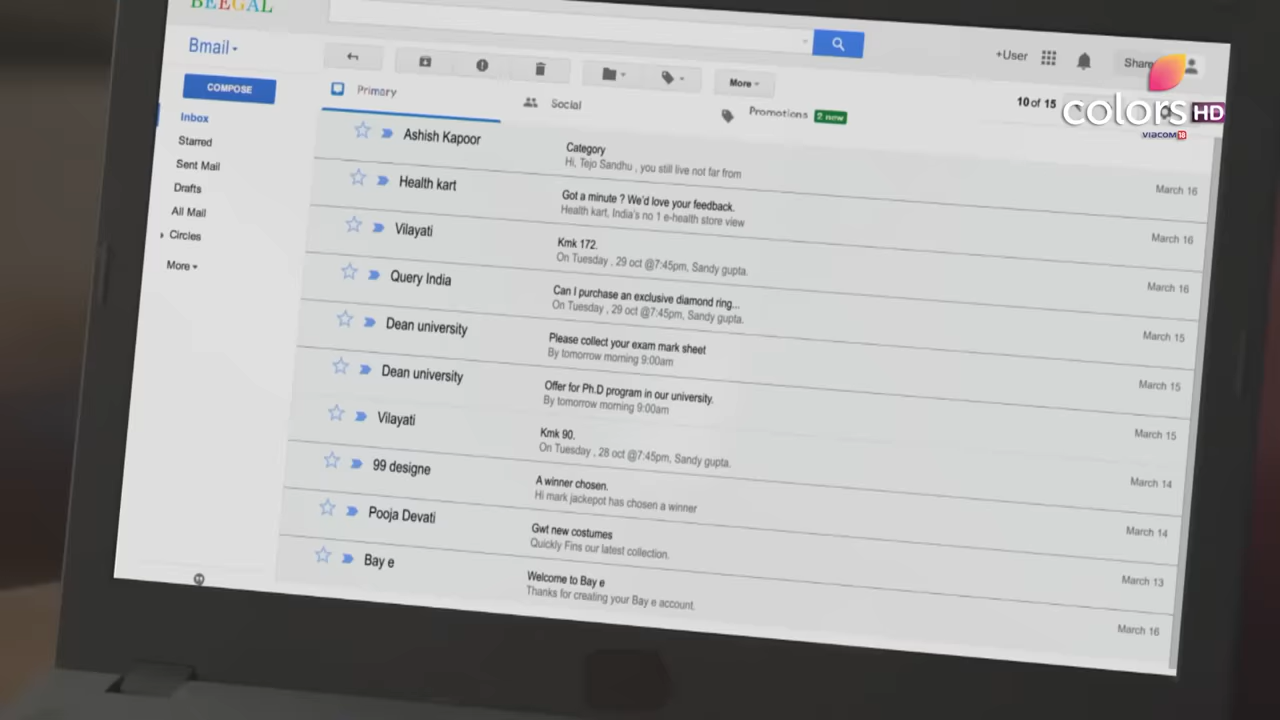 BEEGAL
Bmail
+User
Share
COMPOSE
More
10 of 15
colors HD
VIACOM18
Primary
Social
Promotions 2 new
Inbox
Starred
Sent Mail
Drafts
All Mail
Circles
More
Ashish Kapoor
Category
Hi, Tejo Sandhu , you still live not far from
March 16
Health kart
Got a minute ? We'd love your feedback.
Health kart, India's no 1 e-health store view
March 16
Vilayati
Kmk 172.
On Tuesday , 29 oct @7:45pm, Sandy gupta.
March 16
Query India
Can I purchase an exclusive diamond ring...
On Tuesday , 29 oct @7:45pm, Sandy gupta.
March 15
Dean university
Please collect your exam mark sheet
By tomorrow morning 9:00am
March 15
Dean university
Offer for Ph.D program in our university.
By tomorrow morning 9:00am
March 15
Vilayati
Kmk 90.
On Tuesday , 28 oct @7:45pm, Sandy gupta.
March 14
99 designe
A winner chosen.
Hi mark jackepot has chosen a winner
March 14
Pooja Devati
Gwt new costumes
Quickly Fins our latest collection.
March 13
Bay e
Welcome to Bay e
Thanks for creating your Bay e account.
March 16